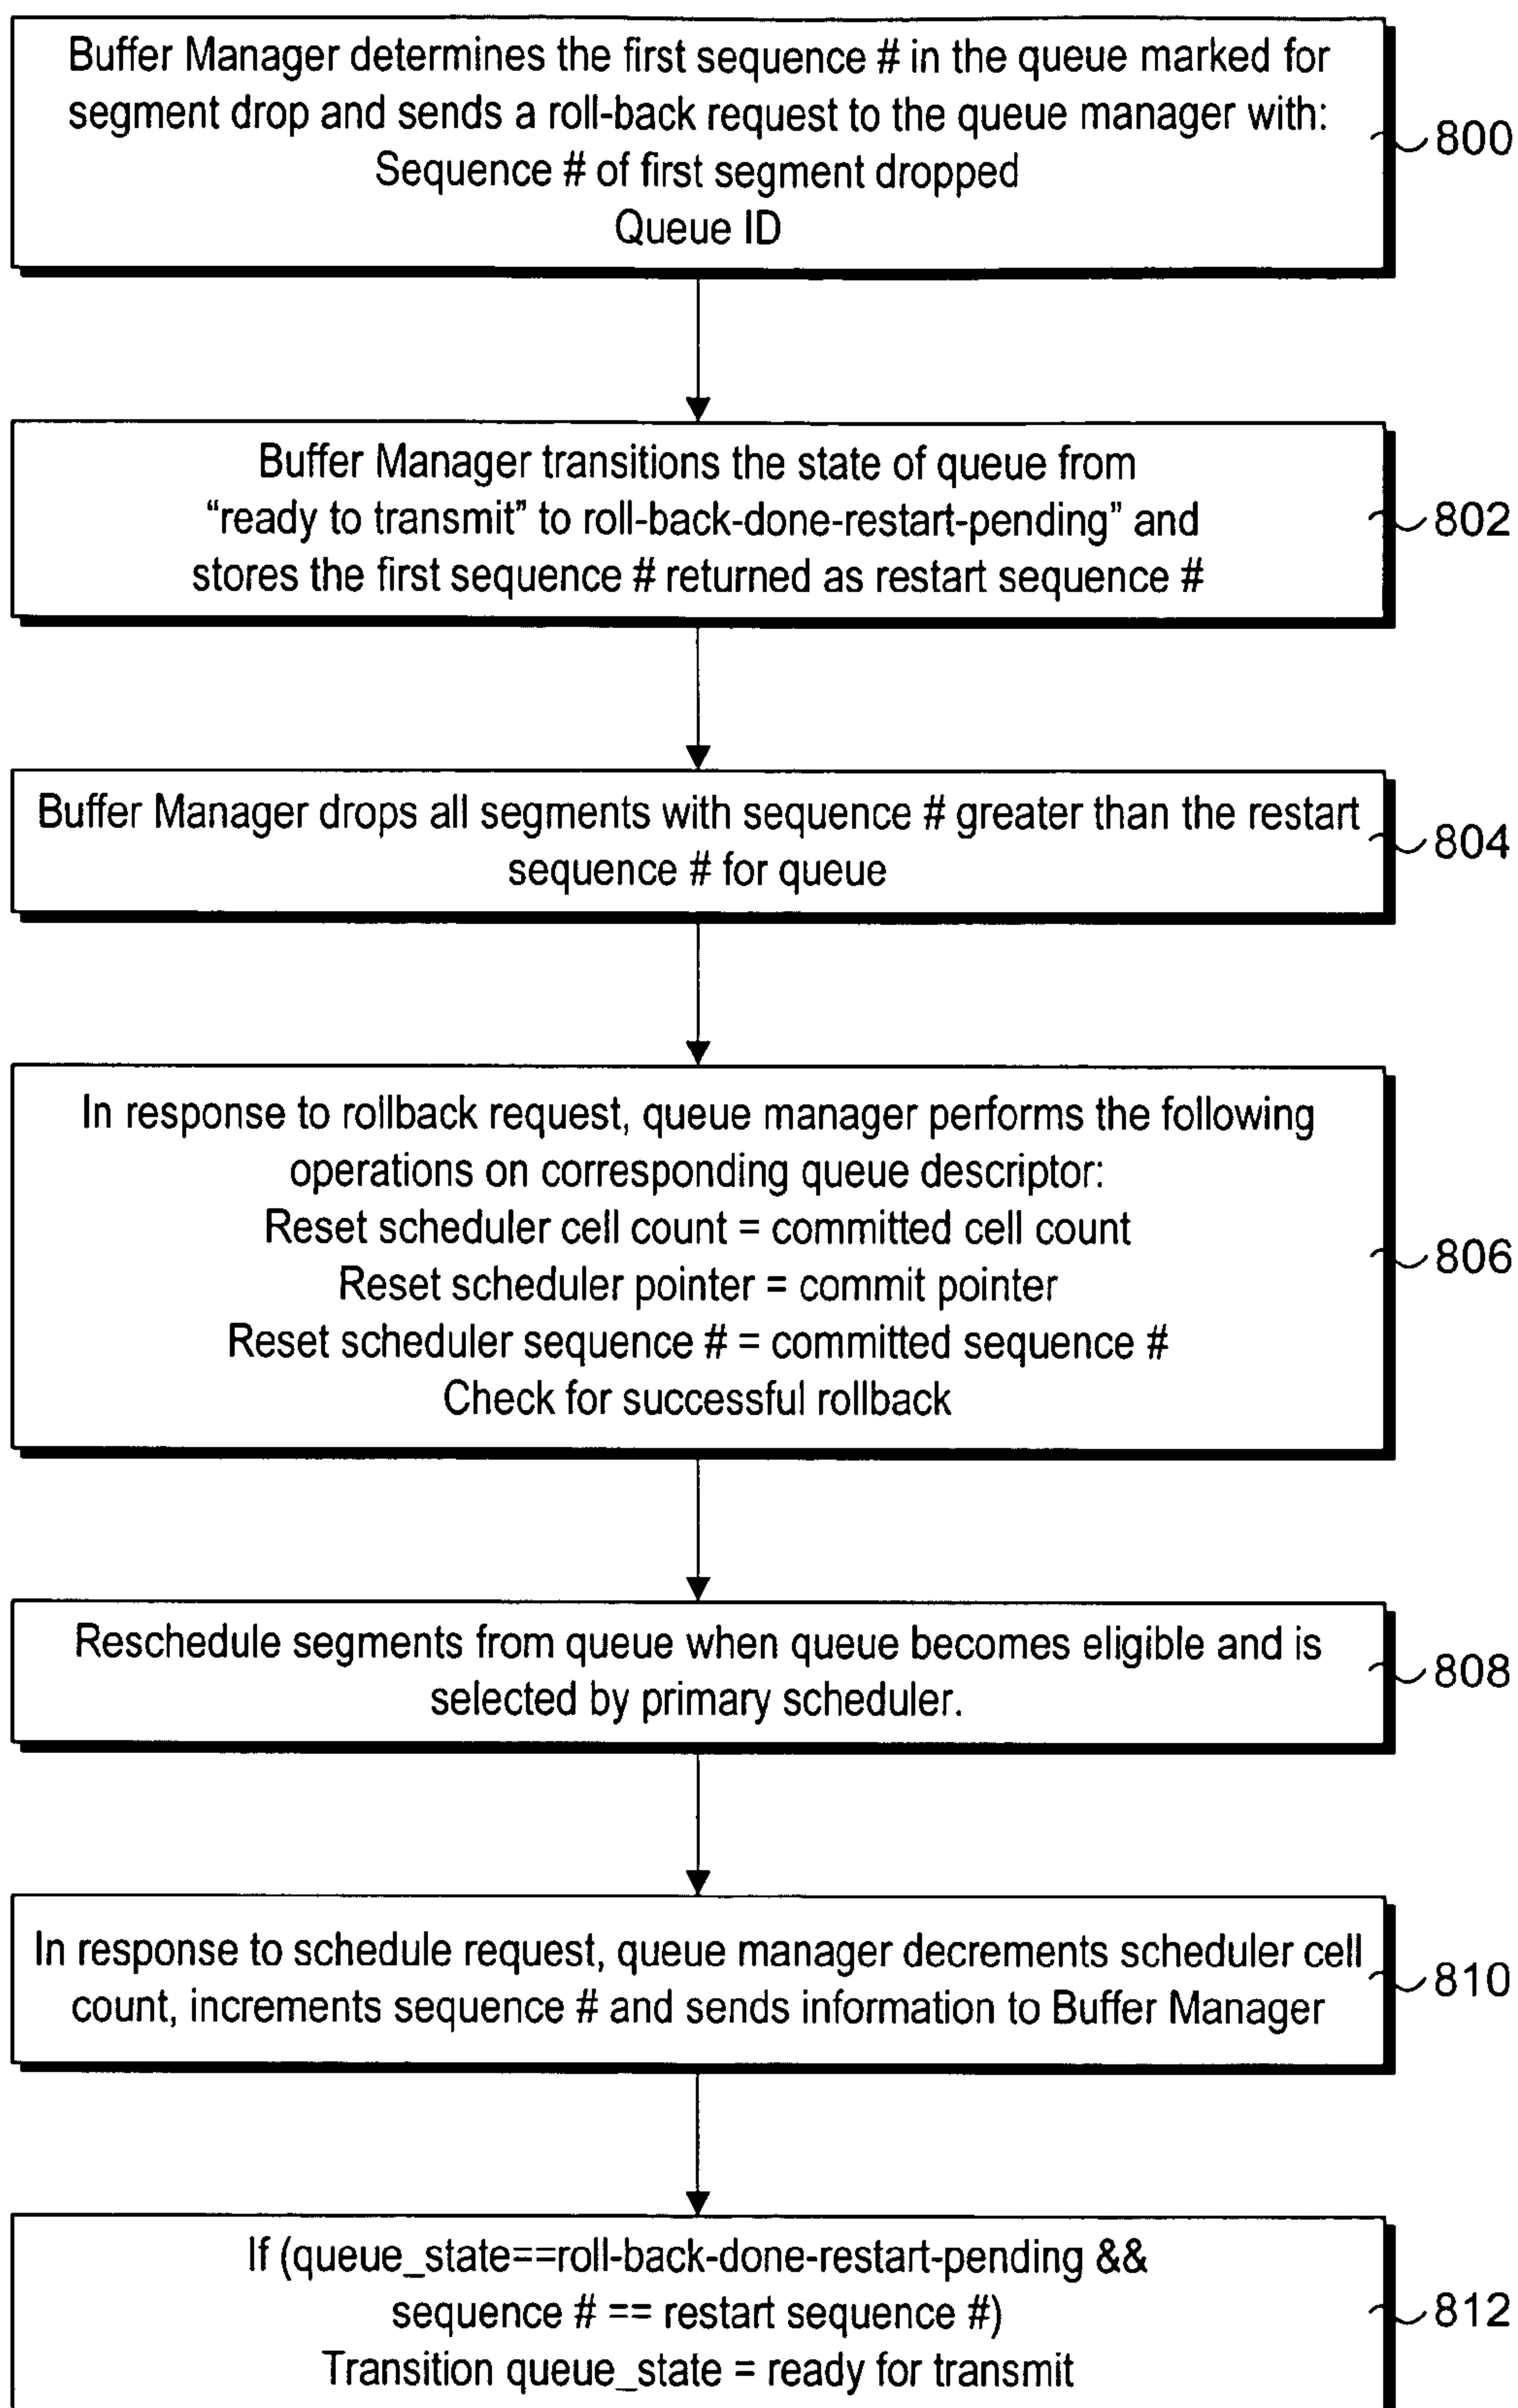 Buffer Manager determines the first sequence # in the queue marked for
segment drop and sends a roll-back request to the queue manager with:
Sequence # of first segment dropped
Queue ID
800
Buffer Manager transitions the state of queue from
“ready to transmit” to roll-back-done-restart-pending” and
stores the first sequence # returned as restart sequence #
802
Buffer Manager drops all segments with sequence # greater than the restart
sequence # for queue
804
In response to rollback request, queue manager performs the following
operations on corresponding queue descriptor:
Reset scheduler cell count = committed cell count
Reset scheduler pointer = commit pointer
Reset scheduler sequence # = committed sequence #
Check for successful rollback
806
Reschedule segments from queue when queue becomes eligible and is
selected by primary scheduler.
808
In response to schedule request, queue manager decrements scheduler cell
count, increments sequence # and sends information to Buffer Manager
810
If (queue_state==roll-back-done-restart-pending &&
sequence # == restart sequence #)
Transition queue_state = ready for transmit
812